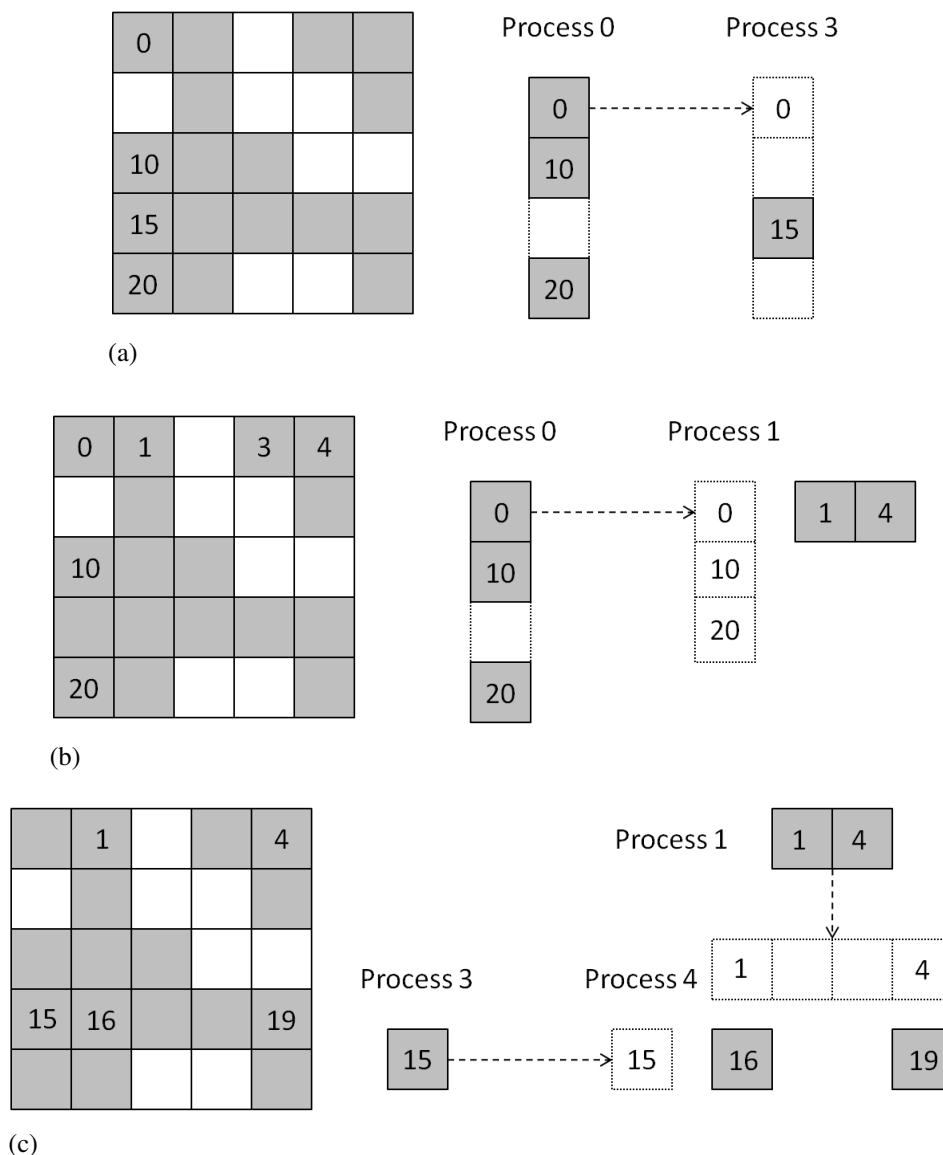 Process 0 Process 3
0
0 0
10 10
15 15
20 20
(a)
0 1 3 4 Process 0 Process 1
0 0 1 4
10 10 10
20
20 20
(b)
1 4 Process 1 1 4
1 4
Process 3 Process 4
15 16 19
15 15 16 19
(c)